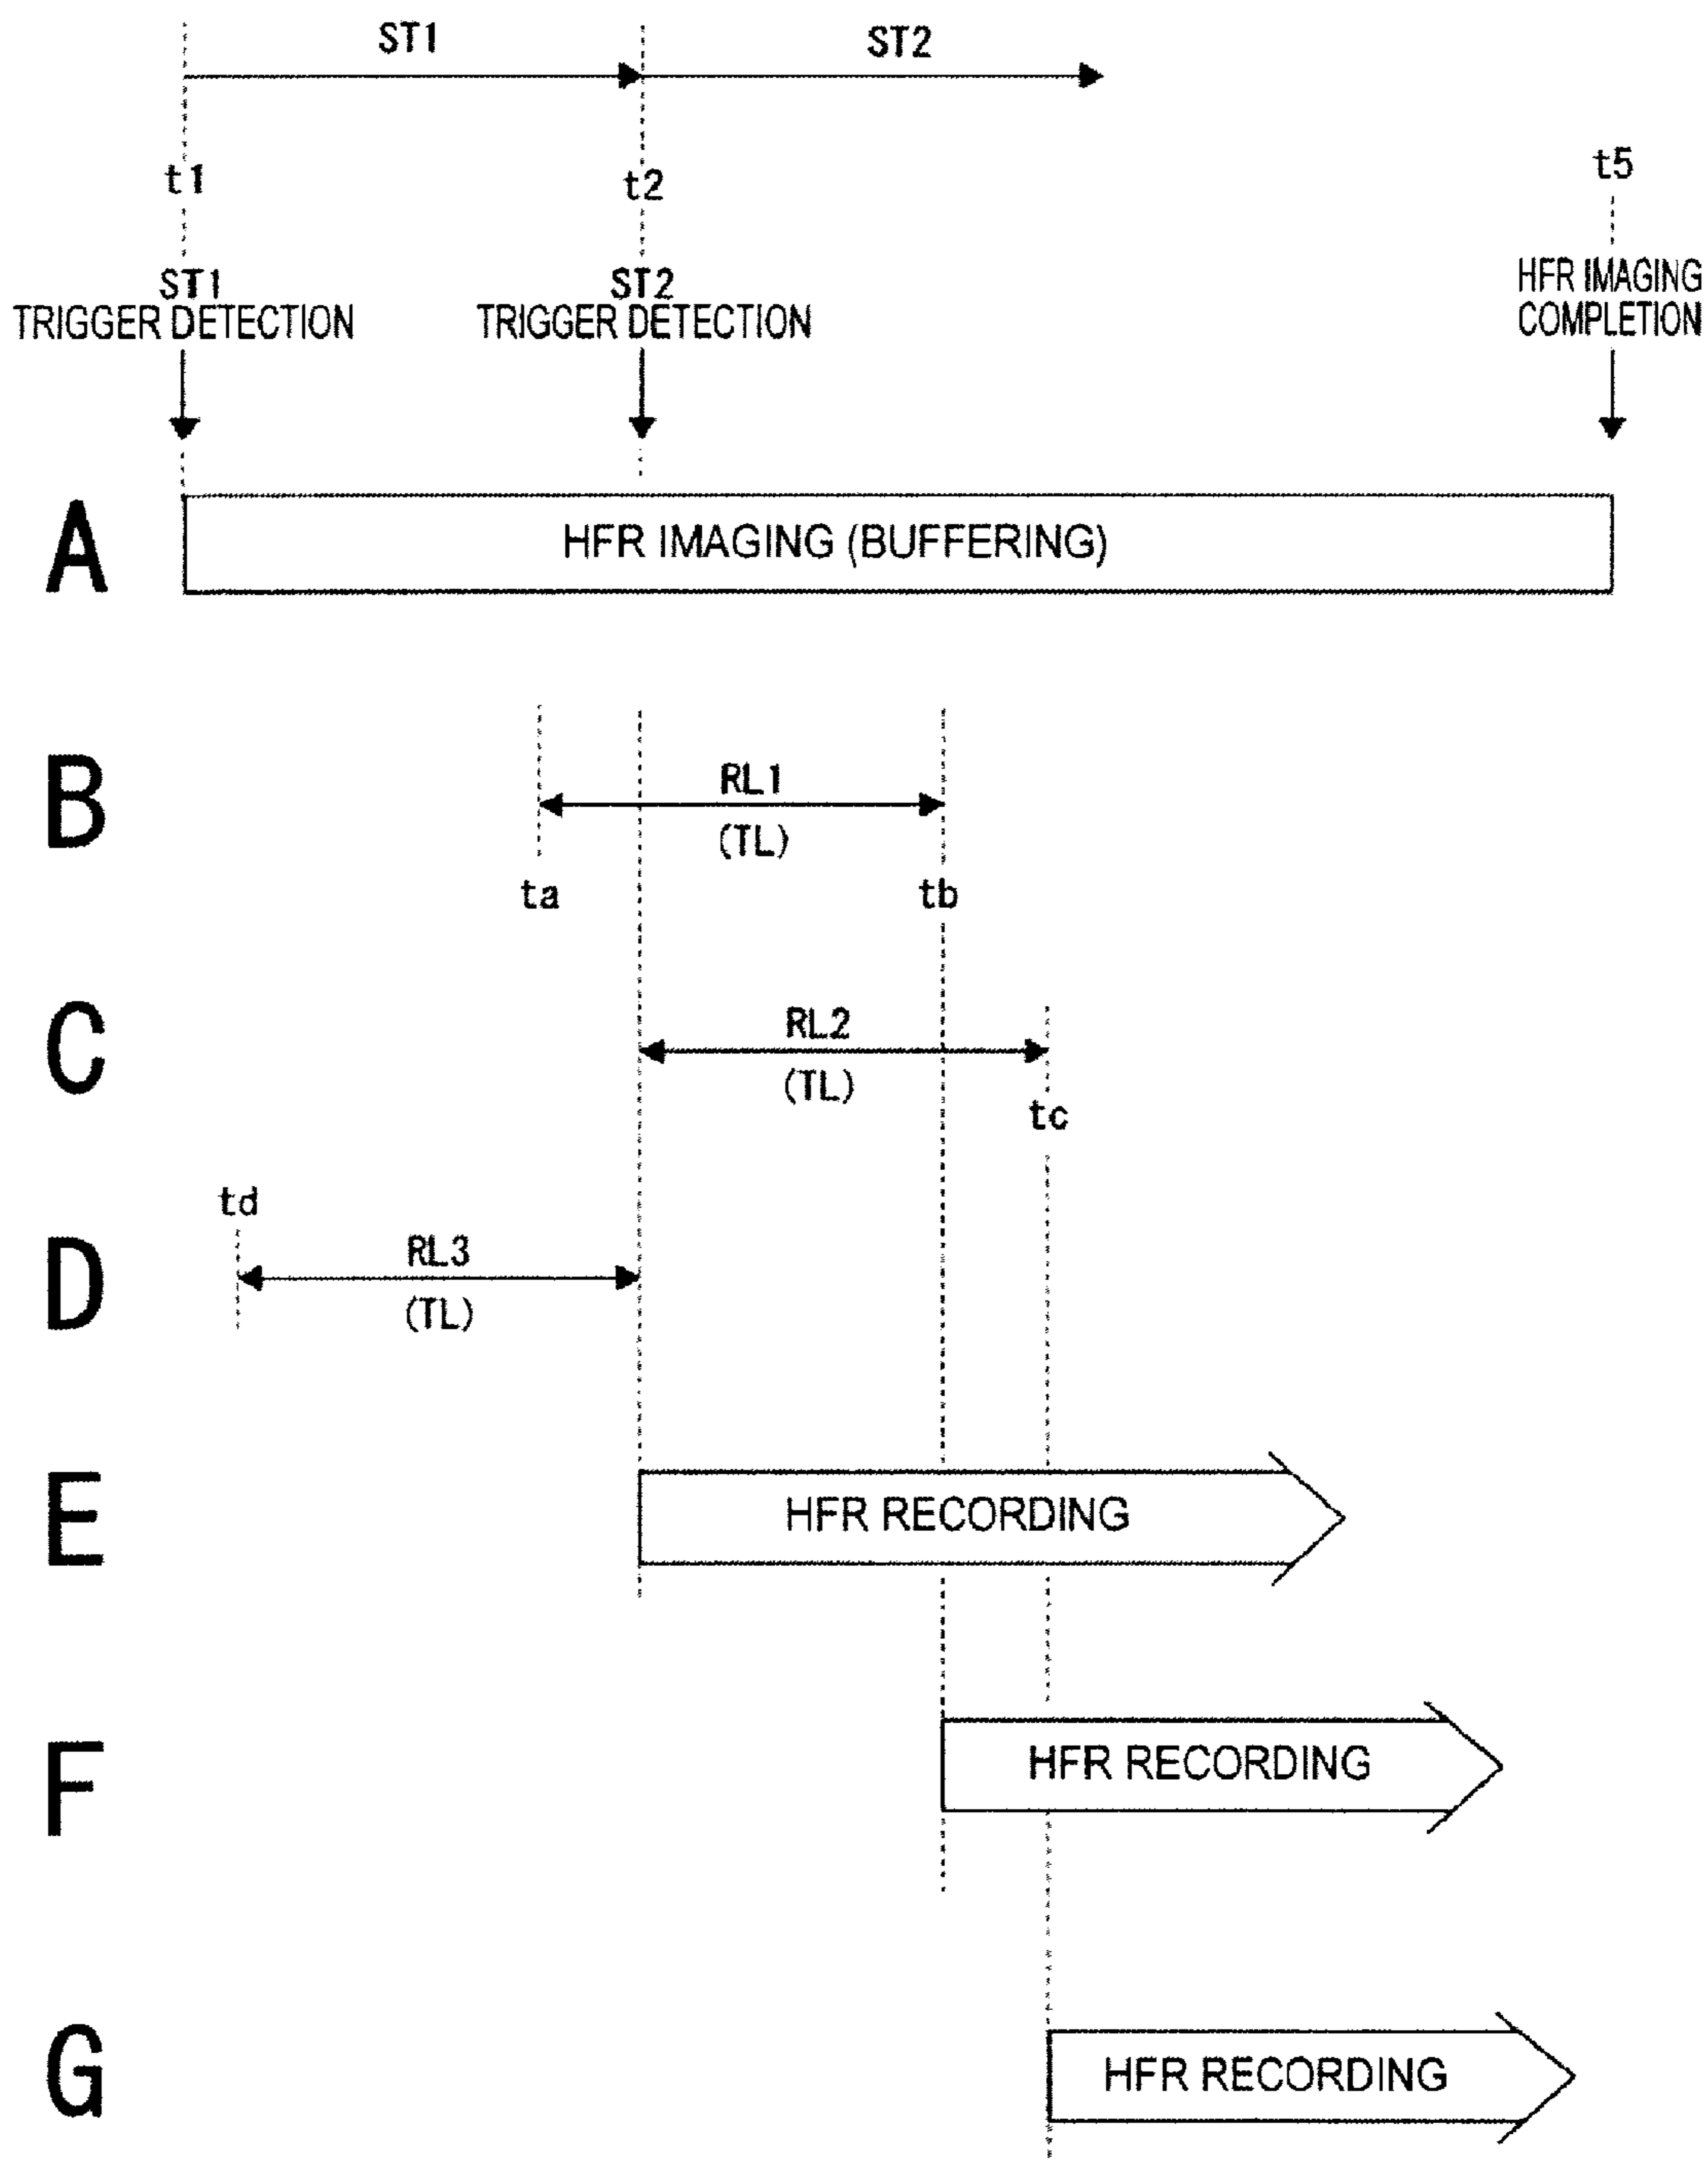 ST1
ST2
t1
t2
t5
ST1
TRIGGER DETECTION
ST2
TRIGGER DETECTION
HFR IMAGING
COMPLETION
A
HFR IMAGING (BUFFERING)
B
RL1
(TL)
ta
tb
C
RL2
(TL)
tc
td
D
RL3
(TL)
E
HFR RECORDING
F
HFR RECORDING
G
HFR RECORDING